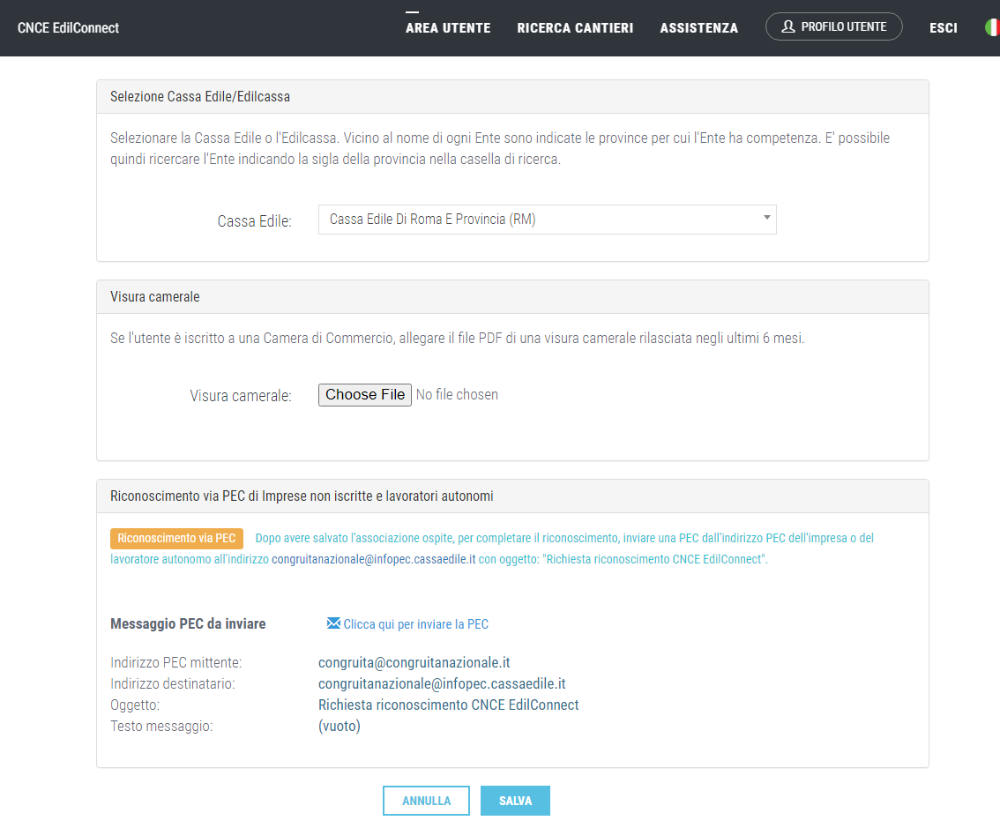 CNCE EdilConnect
AREA UTENTE
RICERCA CANTIERI
ASSISTENZA
PROFILO UTENTE
ESCI
Selezione Cassa Edile/Edilcassa
Selezionare la Cassa Edile o l'Edilcassa. Vicino al nome di ogni Ente sono indicate le province per cui l'Ente ha competenza. E' possibile
quindi ricercare l'Ente indicando la sigla della provincia nella casella di ricerca.
Cassa Edile: Cassa Edile Di Roma E Provincia (RM)
Visura camerale
Se l'utente è iscritto a una Camera di Commercio, allegare il file PDF di una visura camerale rilasciata negli ultimi 6 mesi.
Visura camerale: Choose File No file chosen
Riconoscimento via PEC di Imprese non iscritte e lavoratori autonomi
Riconoscimento via PEC Dopo avere salvato l'associazione ospite, per completare il riconoscimento, inviare una PEC dall'indirizzo PEC dell'impresa o del
lavoratore autonomo all'indirizzo congruitanazionale@infopec.cassaedile.it con oggetto: "Richiesta riconoscimento CNCE EdilConnect".
Messaggio PEC da inviare Clicca qui per inviare la PEC
Indirizzo PEC mittente: congruita@congruitanazionale.it
Indirizzo destinatario: congruitanazionale@infopec.cassaedile.it
Oggetto: Richiesta riconoscimento CNCE EdilConnect
Testo messaggio: (vuoto)
ANNULLA
SALVA